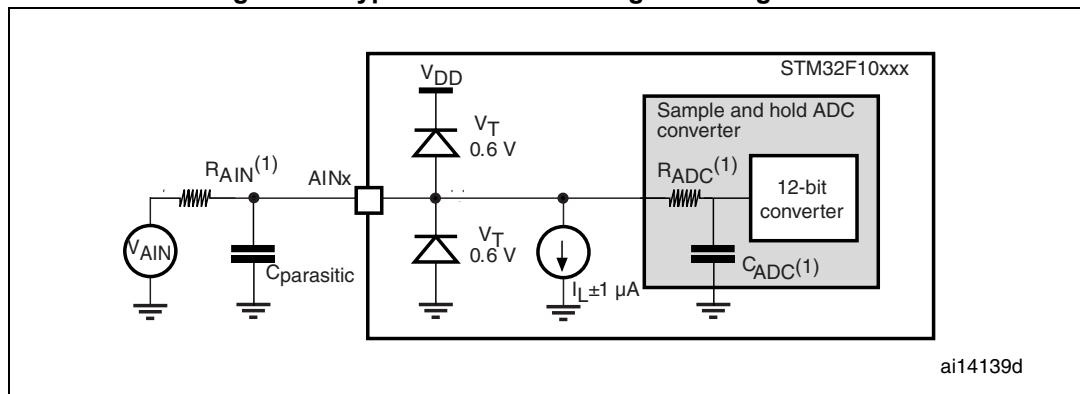 STM32F10xxx
VDD
Sample and hold ADC
converter
VT
0.6 V
RAIN(1)
AINx
RADC(1)
12-bit
converter
VAIN
Cparasitic
VT
0.6 V
IL±1 µA
CADC(1)
ai14139d